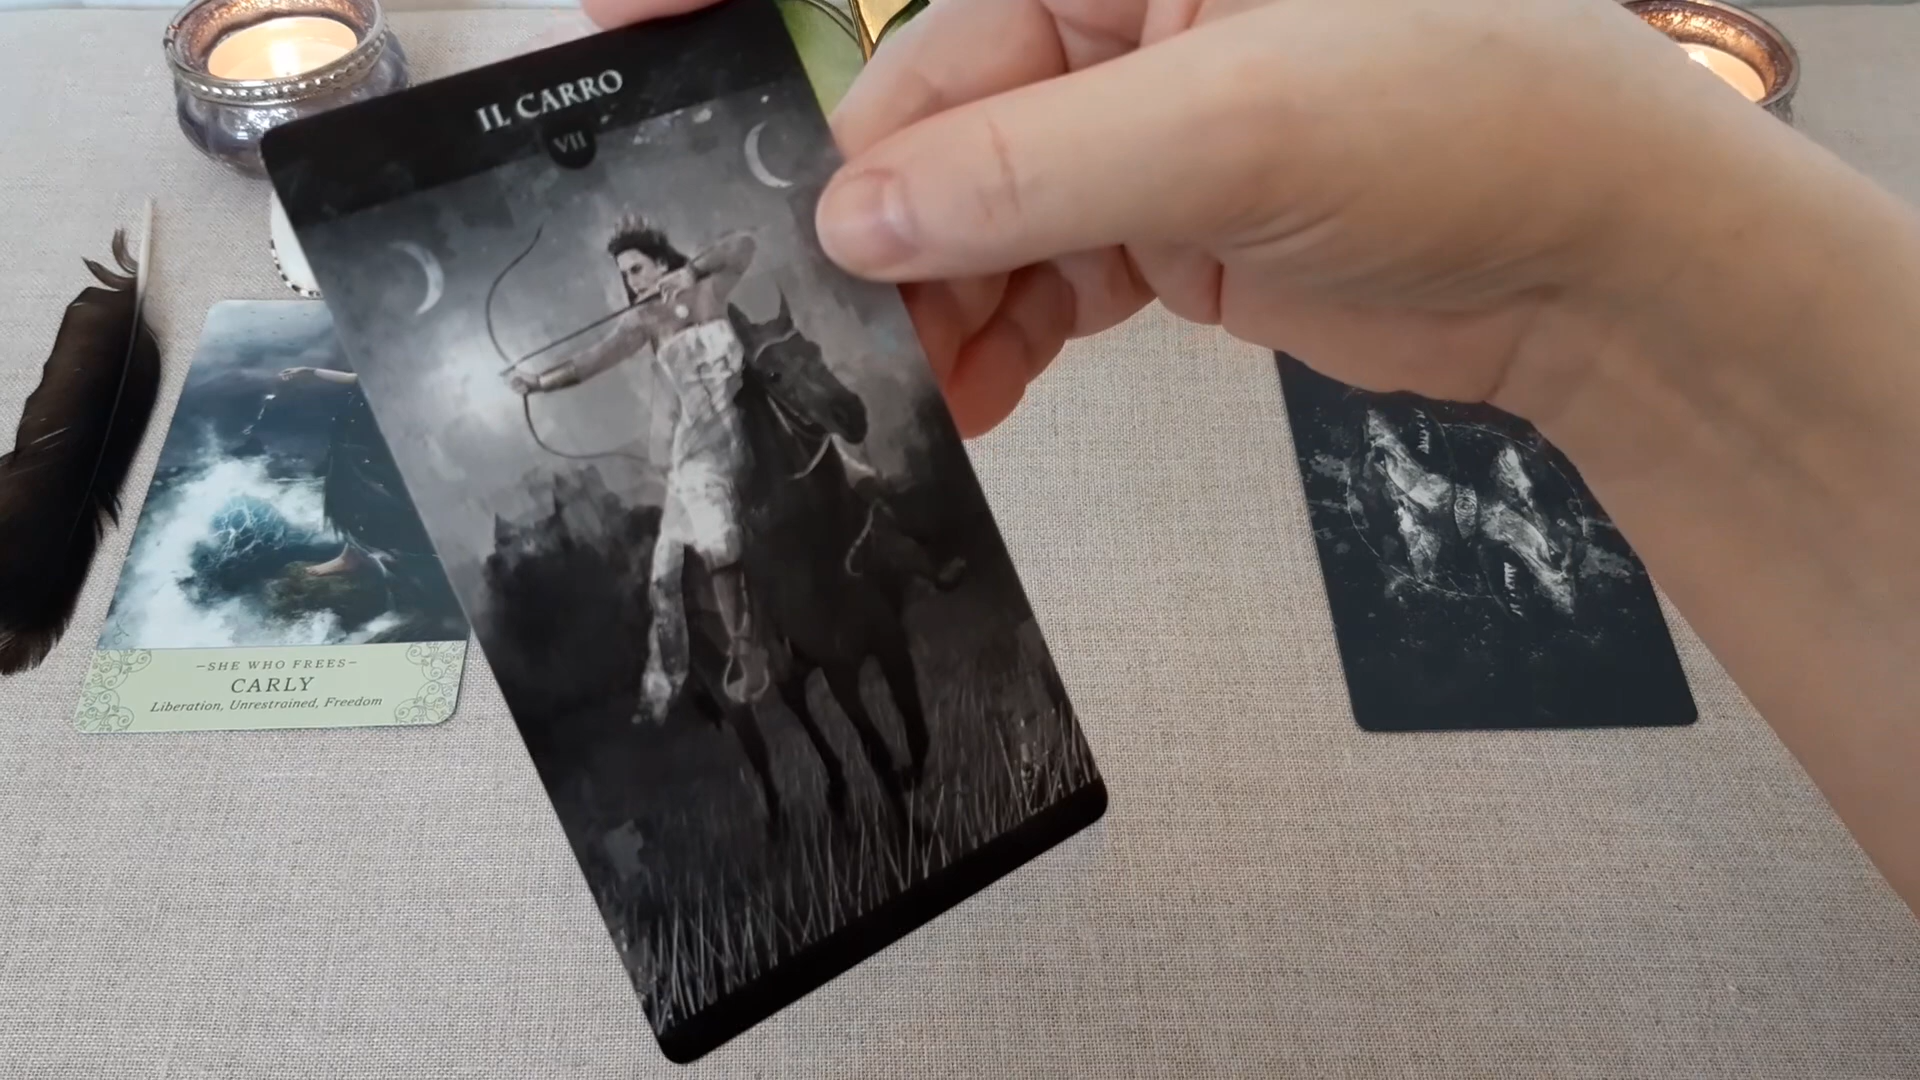 IL CARRO
VII
–SHE WHO FREES–
CARLY
Liberation, Unrestrained, Freedom